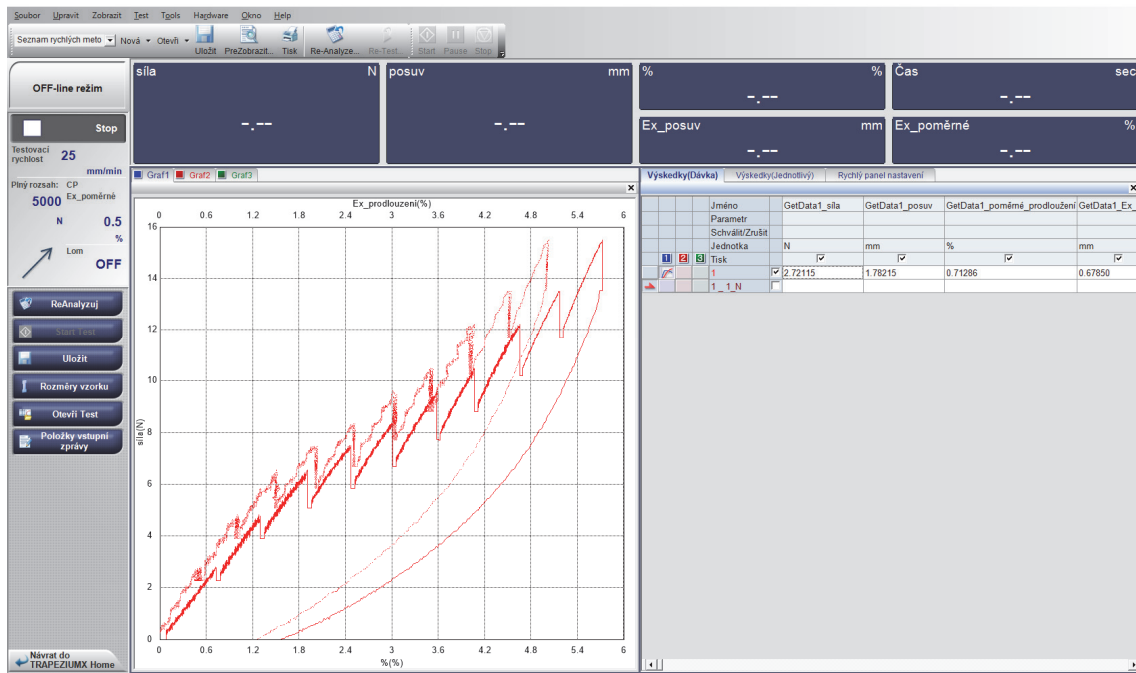 Soubor Upravit Zobrazit Test Tools Hardware Okno Help
Seznam rychlých meto Nová Otevři Uložit PreZobrazit... Tisk Re-Analyze... Re-Test... Start Pause Stop
OFF-line režim
Stop
Testovací rychlost 25
mm/min
Plný rozsah: CP
5000 Ex_poměrné
N 0.5
%
Lom
OFF
ReAnalyzuj
Start Test
Uložit
Rozměry vzorku
Otevři Test
Položky vstupní
zprávy
Návrat do
TRAPEZIUMX Home
síla N
-.--
posuv mm
-.--
% %
-.--
Čas sec
-.--
Ex_posuv mm
-.--
Ex_poměrné %
-.--
Graf1 Graf2 Graf3
Ex_prodlouzeni(%)
0 0.6 1.2 1.8 2.4 3 3.6 4.2 4.8 5.4 6
16
14
12
10
8
6
4
2
0
síla(N)
0 0.6 1.2 1.8 2.4 3 3.6 4.2 4.8 5.4 6
%(%)
Výskedky(Dávka) Výskedky(Jednotlivý) Rychlý panel nastavení
Jméno GetData1_síla GetData1_posuv GetData1_poměrné_prodloužení GetData1_Ex_
Parametr
Schválit/Zrušit
Jednotka N mm % mm
1 2 3 Tisk
1 2.72115 1.78215 0.71286 0.67850
1 _ 1_N